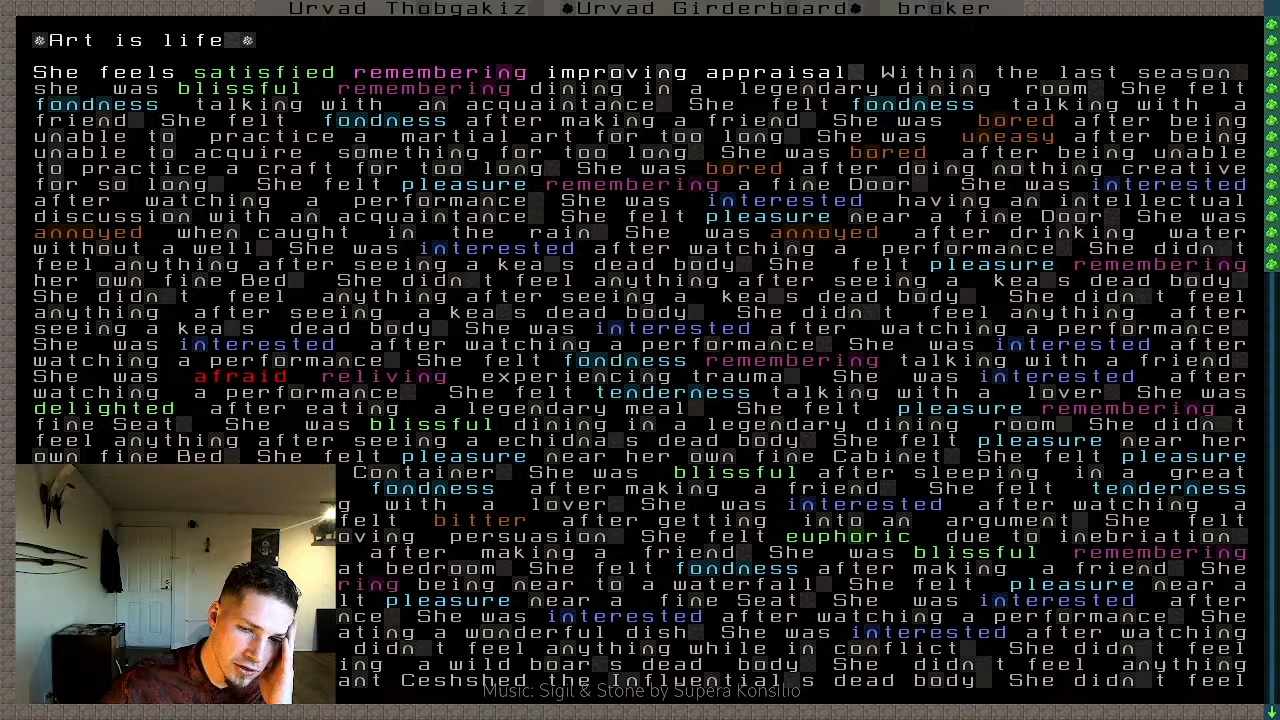 Urvad Thobgakiz ✹Urvad Girderboard✹ broker
☼Art is life ☼
She feels satisfied remembering improving appraisal Within the last season
she was blissful remembering dining in a legendary dining room She felt
fondness talking with an acquaintance She felt fondness talking with a
friend She felt fondness after making a friend She was bored after being
unable to practice a martial art for too long She was uneasy after being
unable to acquire something for too long She was bored after being unable
to practice a craft for too long She was bored after doing nothing creative
for so long She felt pleasure remembering a fine Door She was interested
after watching a performance She was interested having an intellectual
discussion with an acquaintance She felt pleasure near a fine Door She was
annoyed when caught in the rain She was annoyed after drinking water
without a well She was interested after watching a performance She didn t
feel anything after seeing a kea s dead body She felt pleasure remembering
her own fine Bed She didn t feel anything after seeing a kea s dead body
She didn t feel anything after seeing a kea s dead body She didn t feel
anything after seeing a kea s dead body She didn t feel anything after
seeing a kea s dead body She was interested after watching a performance
She was interested after watching a performance She was interested after
watching a performance She felt fondness remembering talking with a friend
She was afraid reliving experiencing trauma She was interested after
watching a performance She felt tenderness talking with a lover She was
delighted after eating a legendary meal She felt pleasure remembering a
fine Seat She was blissful dining in a legendary dining room She didn t
feel anything after seeing a echidna s dead body She felt pleasure near her
own fine Bed She felt pleasure near her own fine Cabinet She felt pleasure
Container She was blissful after sleeping in a great
fondness after making a friend She felt tenderness
g with a lover She was interested after watching a
felt bitter after getting into an argument She felt
oving persuasion She felt euphoric due to inebriation
after making a friend She was blissful remembering
at bedroom She felt fondness after making a friend She
ring being near to a waterfall She felt pleasure near a
lt pleasure near a fine Seat She was interested after
nce She was interested after watching a performance She
ating a wonderful dish She was interested after watching
didn t feel anything while in conflict She didn t feel
ing a wild boar s dead body She didn t feel anything
ant Ceshshed the Influential s dead body She didn t feel
Music: Sigil & Stone by Supera Konsilio